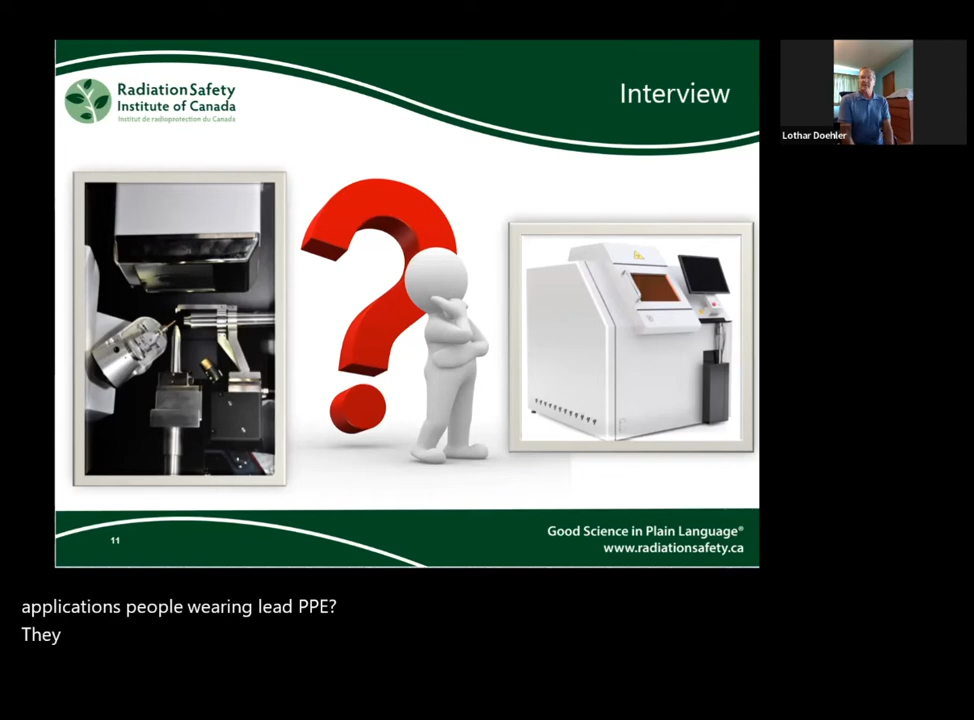 Radiation Safety
Institute of Canada
Institut de radioprotection du Canada
Interview
Lothar Doehler
11
Good Science in Plain Language®
www.radiationsafety.ca
applications people wearing lead PPE?
They